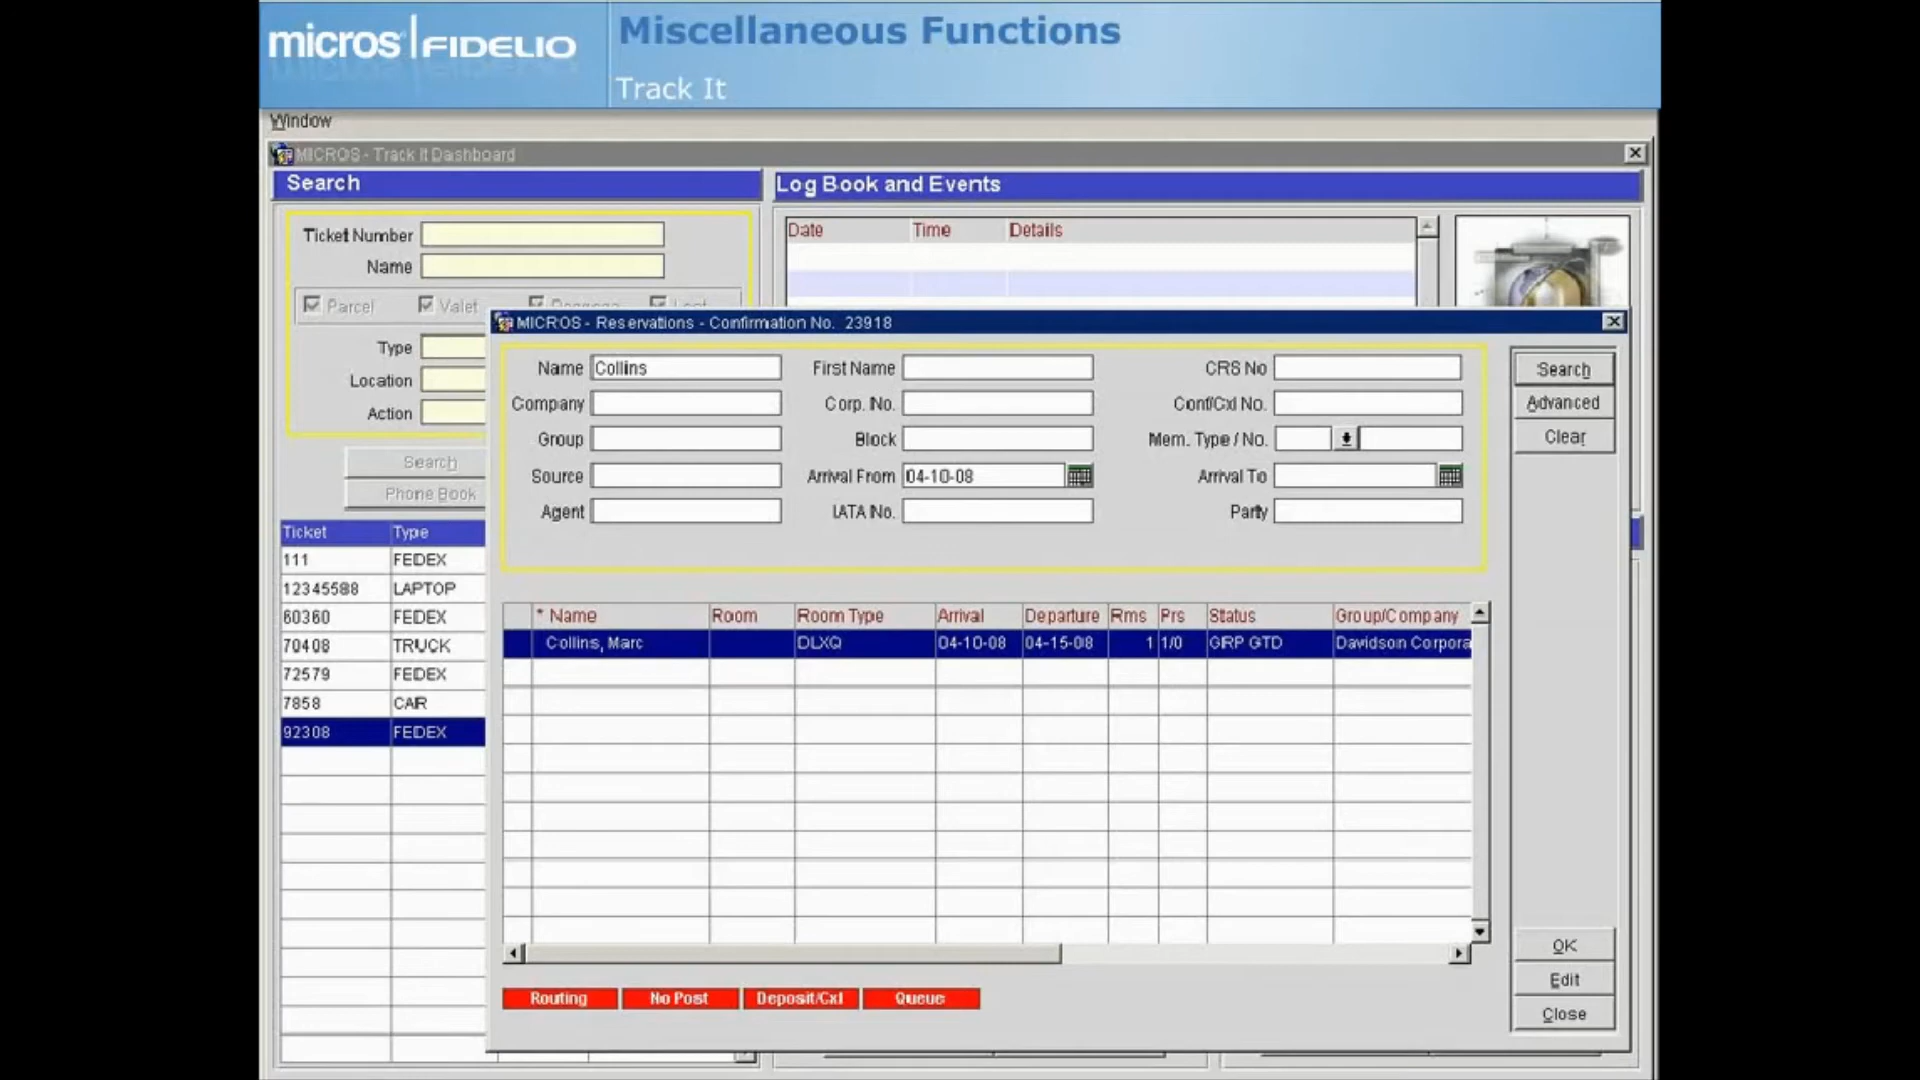 micros FIDELIO
Miscellaneous Functions
Track It
Window
MICROS - Track It Dashboard
Search
Log Book and Events
Ticket Number
Name
Parcel Valet Lost
Type
Location
Action
Search
Phone Book
Date Time Details
Ticket Type
111 FEDEX
12345588 LAPTOP
60360 FEDEX
70408 TRUCK
72579 FEDEX
7858 CAR
92308 FEDEX
MICROS - Reservations - Confirmation No. 23918
Name Collins First Name CRS No
Company Corp. No. Conf/Cxl No.
Group Block Mem. Type / No.
Source Arrival From 04-10-08 Arrival To
Agent IATA No. Party
Search
Advanced
Clear
* Name Room Room Type Arrival Departure Rms Prs Status Group/Company
Collins, Marc DLXQ 04-10-08 04-15-08 1 1/0 GRP GTD Davidson Corpora
Routing No Post Deposit/Cxl Queue
OK
Edit
Close